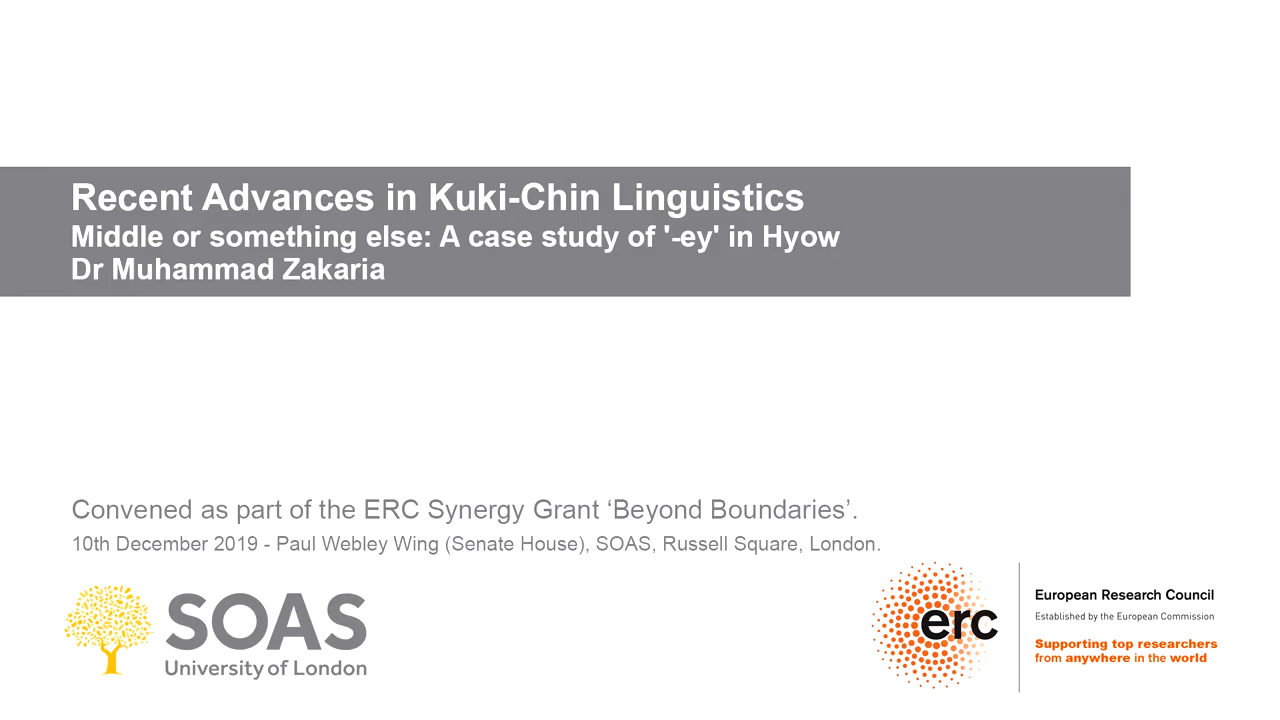 Recent Advances in Kuki-Chin Linguistics
Middle or something else: A case study of '-ey' in Hyow
Dr Muhammad Zakaria
Convened as part of the ERC Synergy Grant ‘Beyond Boundaries’.
10th December 2019 - Paul Webley Wing (Senate House), SOAS, Russell Square, London.
SOAS
University of London
erc
European Research Council
Established by the European Commission
Supporting top researchers
from anywhere in the world